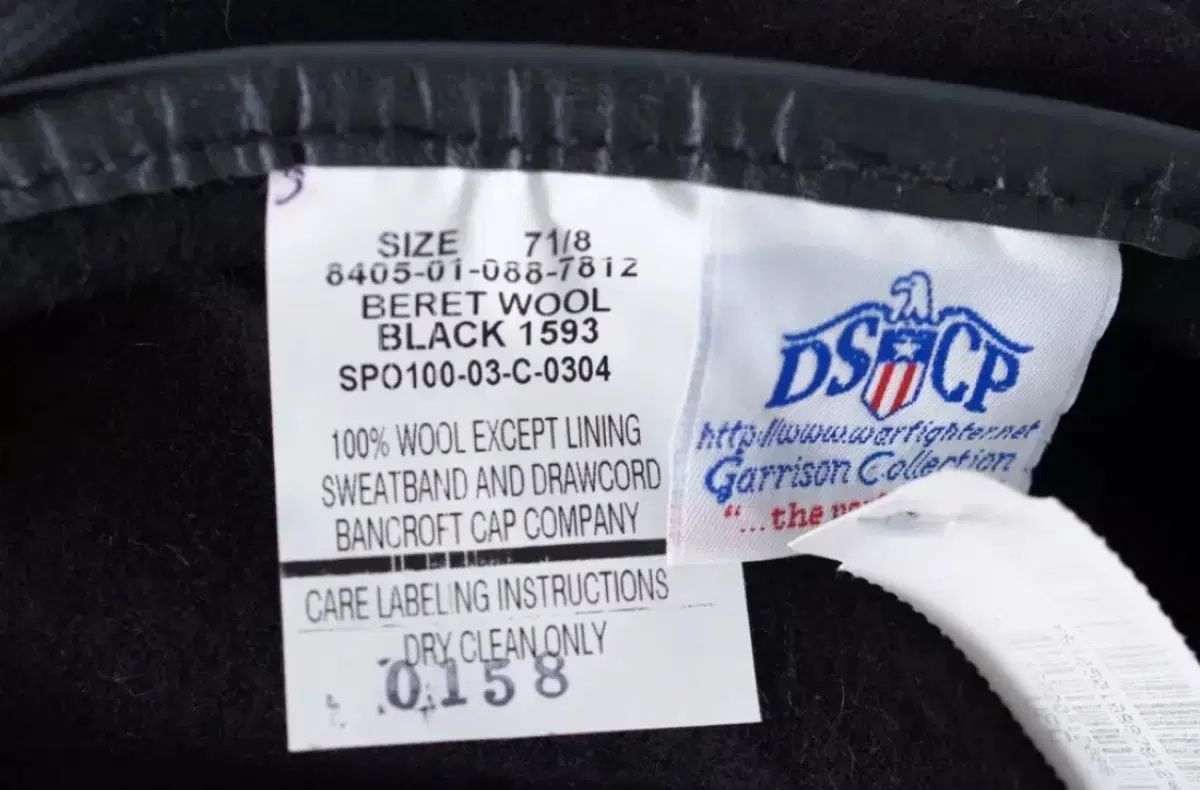 SIZE 71/8
8405-01-088-7812
BERET WOOL
BLACK 1593
SPO100-03-C-0304
100% WOOL EXCEPT LINING
SWEATBAND AND DRAWCORD
BANCROFT CAP COMPANY
CARE LABELING INSTRUCTIONS
DRY CLEAN ONLY
0158
DSCP
http://www.warfighter.net
Garrison Collection
"...the